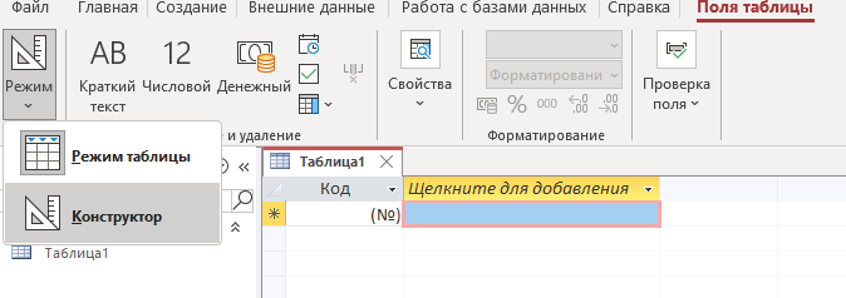 Файл Главная Создание Внешние данные Работа с базами данных Справка Поля таблицы
Режим
АВ
Краткий
текст
12
Числовой
Денежный
Свойства
Форматировани
% 000
Проверка
поля
и удаление
Форматирование
Режим таблицы
Конструктор
Таблица1
Таблица1
Код Щелкните для добавления
(№)